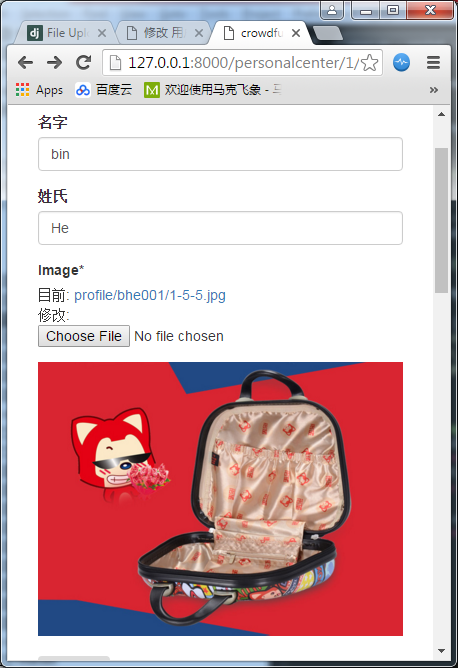 File Uplo
修改 用
crowdfu
127.0.0.1:8000/personalcenter/1/
Apps
百度云
欢迎使用马克飞象 - 马
»
名字
bin
姓氏
He
Image*
目前: profile/bhe001/1-5-5.jpg
修改:
Choose File No file chosen